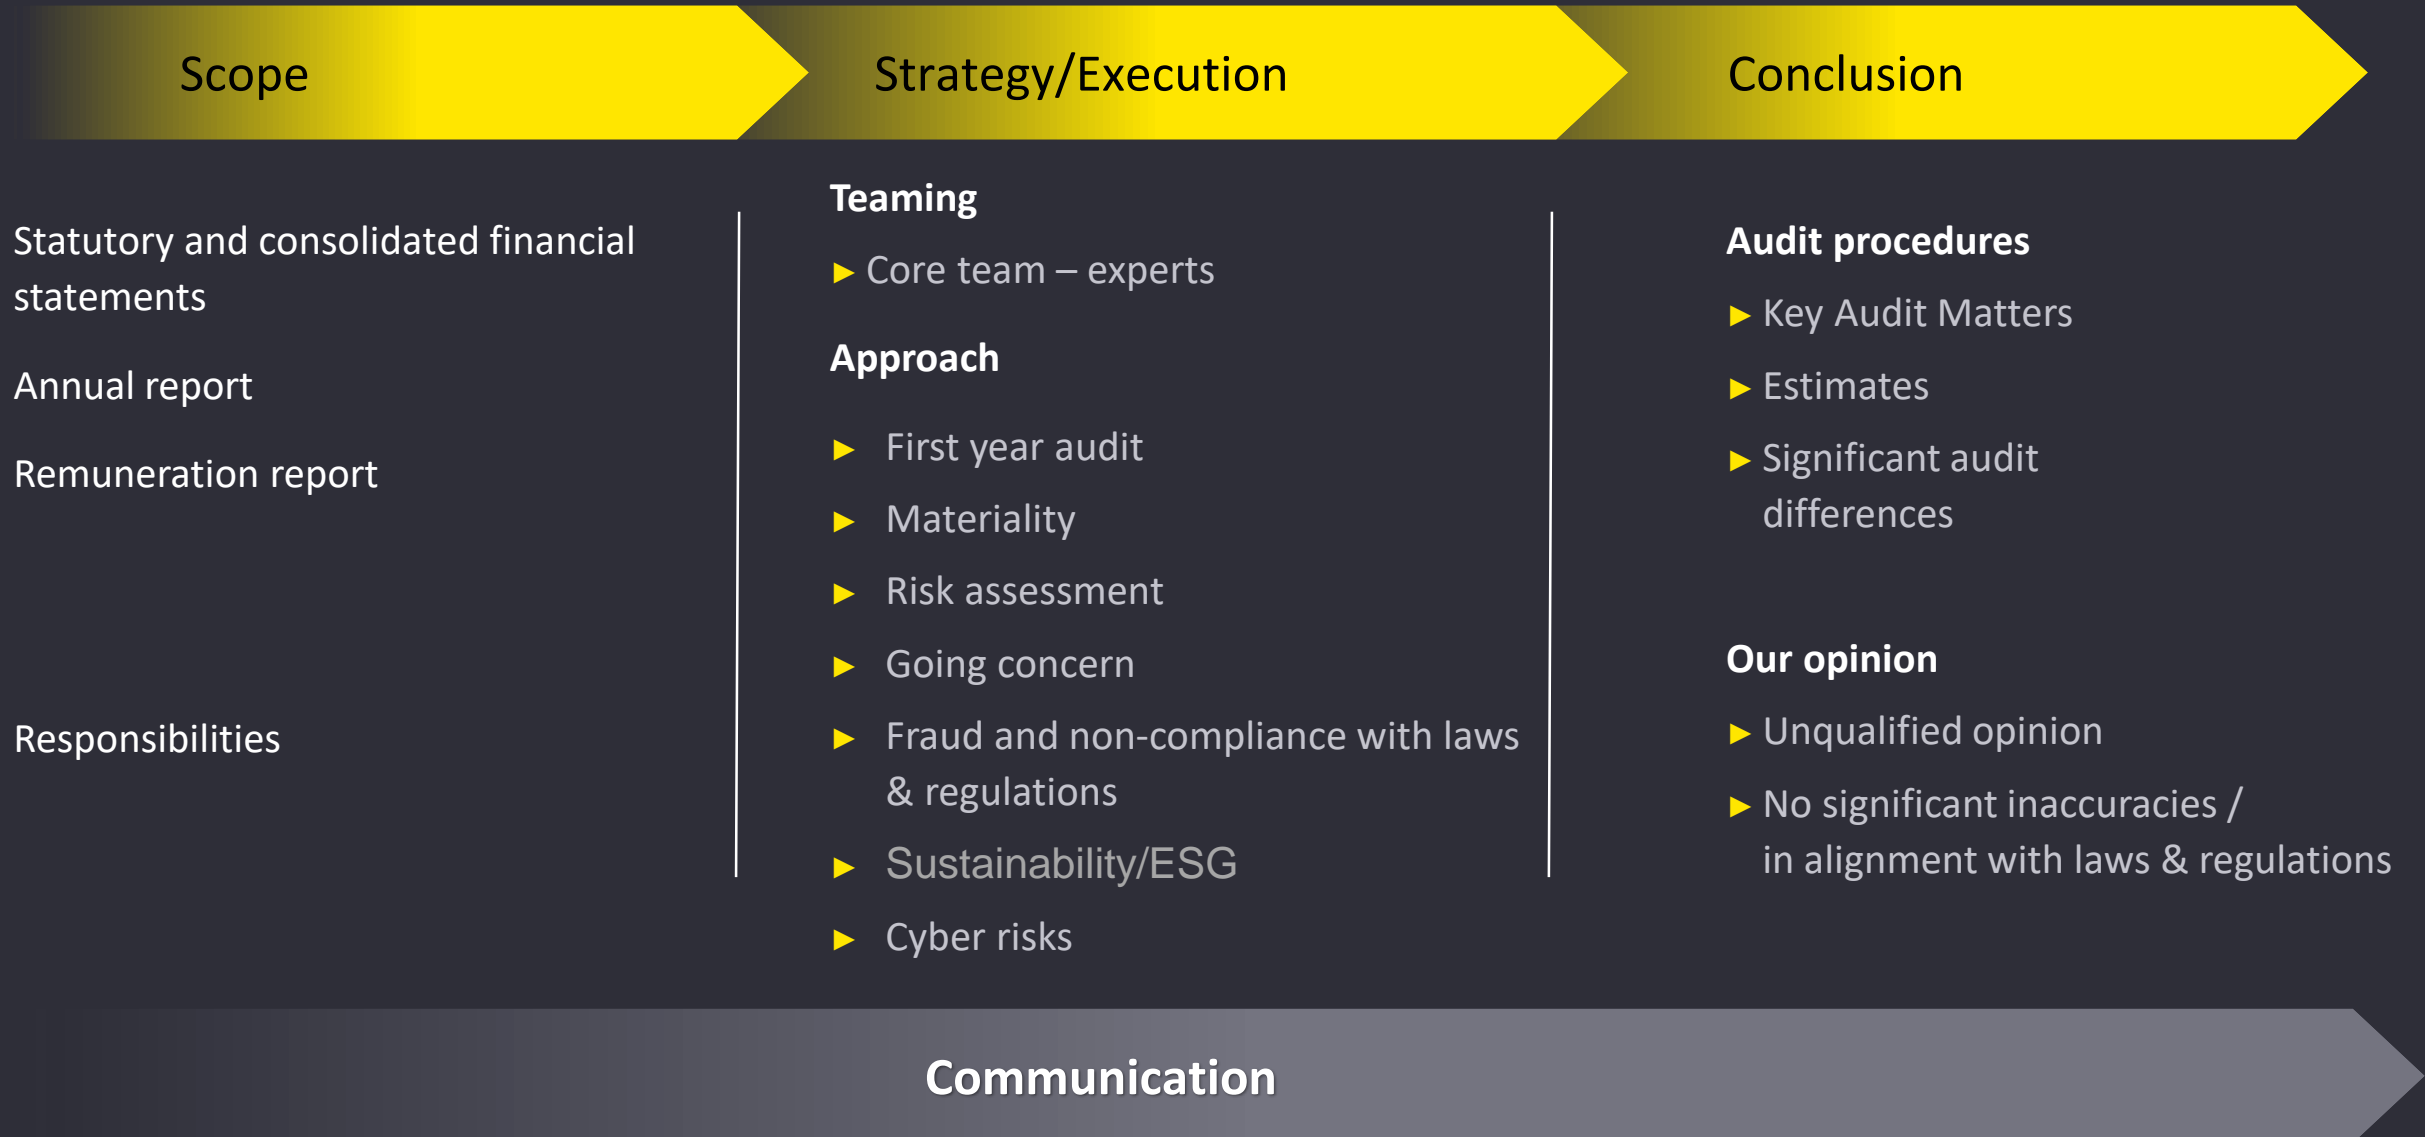 Scope
Strategy/Execution
Conclusion
Statutory and consolidated financial
statements
Annual report
Remuneration report
Responsibilities
Teaming
► Core team – experts
Approach
► First year audit
► Materiality
► Risk assessment
► Going concern
► Fraud and non-compliance with laws
& regulations
► Sustainability/ESG
► Cyber risks
Audit procedures
► Key Audit Matters
► Estimates
► Significant audit
differences
Our opinion
► Unqualified opinion
► No significant inaccuracies /
in alignment with laws & regulations
Communication